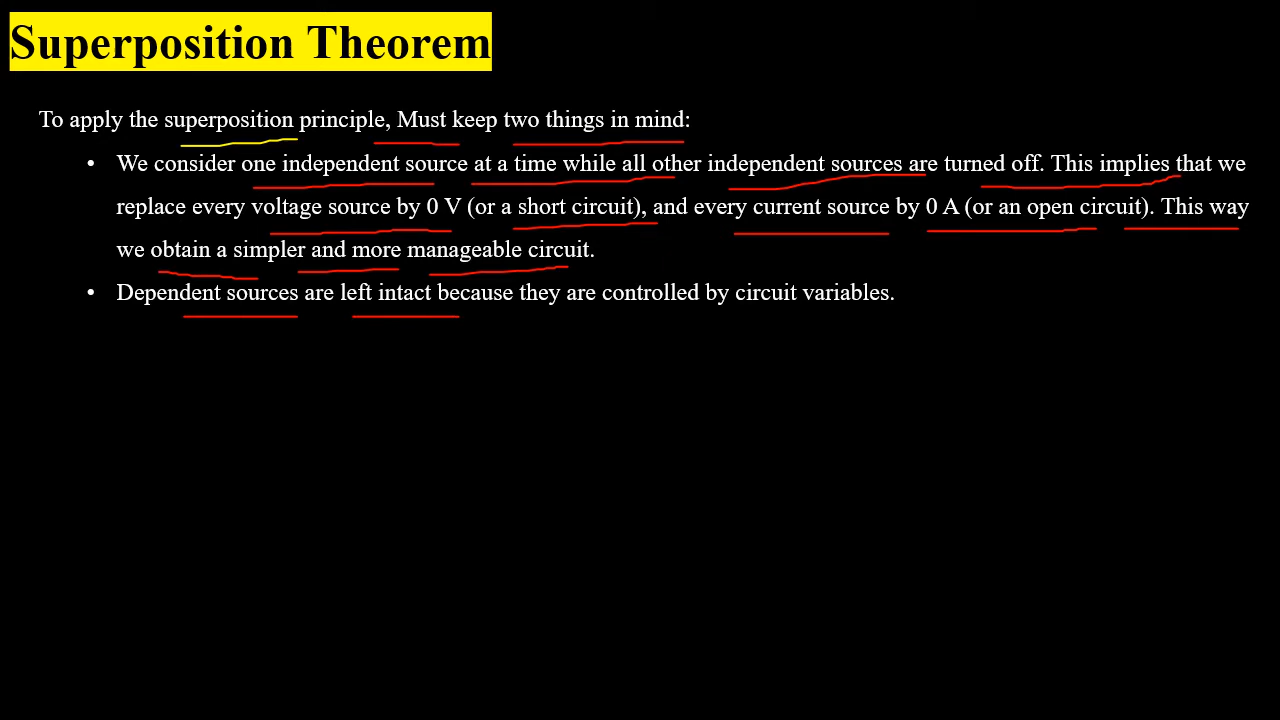 Superposition Theorem
To apply the superposition principle, Must keep two things in mind:
• We consider one independent source at a time while all other independent sources are turned off. This implies that we
replace every voltage source by 0 V (or a short circuit), and every current source by 0 A (or an open circuit). This way
we obtain a simpler and more manageable circuit.
• Dependent sources are left intact because they are controlled by circuit variables.